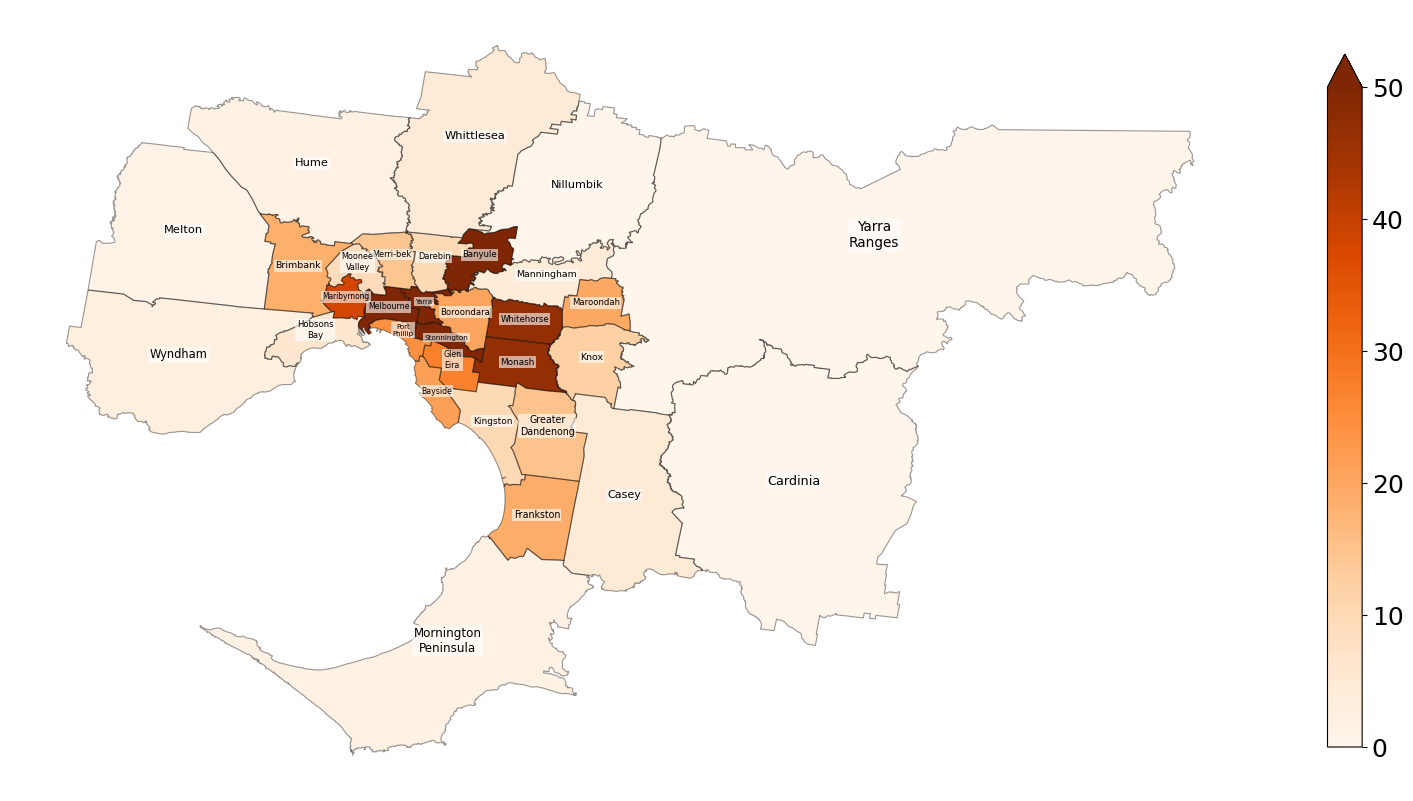 Whittlesea
Hume
Nillumbik
Melton
Yarra
Ranges
Merri-bek
Darebin
Banyule
Moonee
Valley
Brimbank
Manningham
Maribyrnong
Melbourne
Yarra
Maroondah
Boroondara
Whitehorse
Hobsons
Bay
Port
Phillip
Stonnington
Wyndham
Glen
Eira
Monash
Knox
Bayside
Kingston
Greater
Dandenong
Cardinia
Casey
Frankston
Mornington
Peninsula
50
40
30
20
10
0